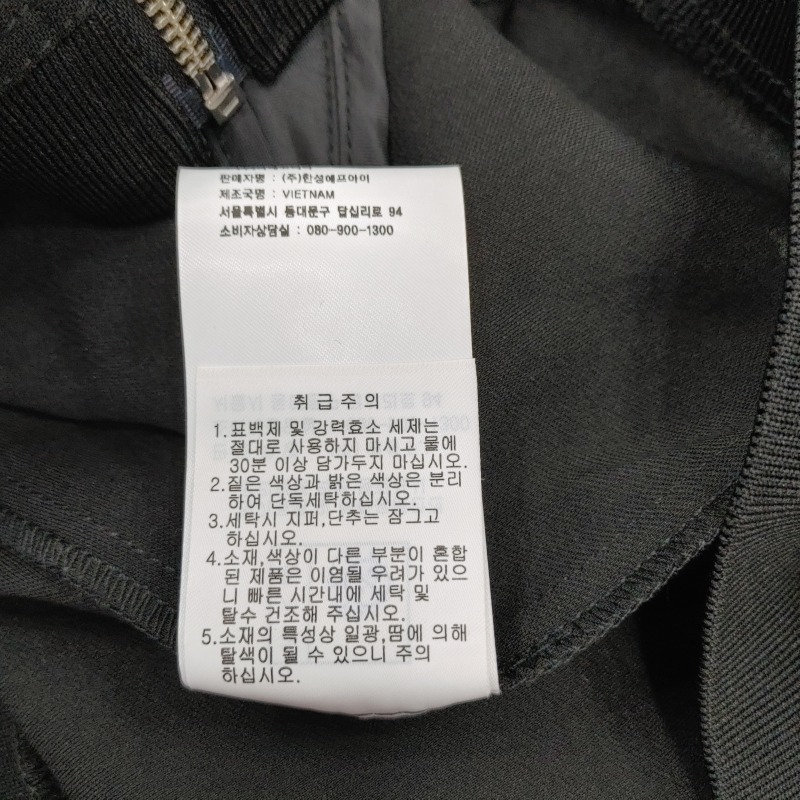 판매자명 : (주)한성에프아이
제조국명 : VIETNAM
서울특별시 동대문구 답십리로 94
소비자상담실 : 080-900-1300
취급주의
1.표백제 및 강력효소 세제는
절대로 사용하지 마시고 물에
30분 이상 담가두지 마십시오.
2.짙은 색상과 밝은 색상은 분리
하여 단독세탁하십시오.
3.세탁시 지퍼,단추는 잠그고
하십시오.
4.소재,색상이 다른 부분이 혼합
된 제품은 이염될 우려가 있으
니 빠른 시간내에 세탁 및
탈수 건조해 주십시오.
5.소재의 특성상 일광,땀에 의해
탈색이 될 수 있으니 주의
하십시오.